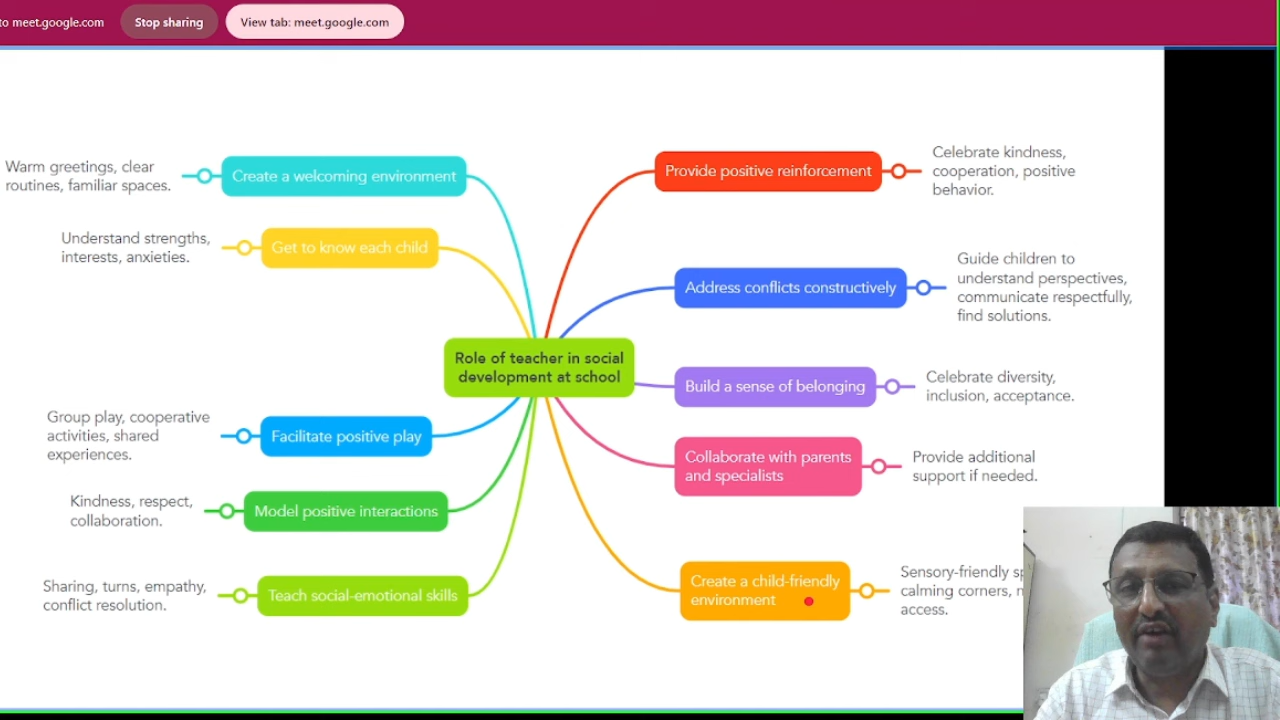 to meet.google.com
Stop sharing
View tab: meet.google.com
Warm greetings, clear
routines, familiar spaces.
Create a welcoming environment
Understand strengths,
interests, anxieties.
Get to know each child
Role of teacher in social
development at school
Group play, cooperative
activities, shared
experiences.
Facilitate positive play
Kindness, respect,
collaboration.
Model positive interactions
Sharing, turns, empathy,
conflict resolution.
Teach social-emotional skills
Provide positive reinforcement
Celebrate kindness,
cooperation, positive
behavior.
Address conflicts constructively
Guide children to
understand perspectives,
communicate respectfully,
find solutions.
Build a sense of belonging
Celebrate diversity,
inclusion, acceptance.
Collaborate with parents
and specialists
Provide additional
support if needed.
Create a child-friendly
environment
Sensory-friendly
calming corners,
access.